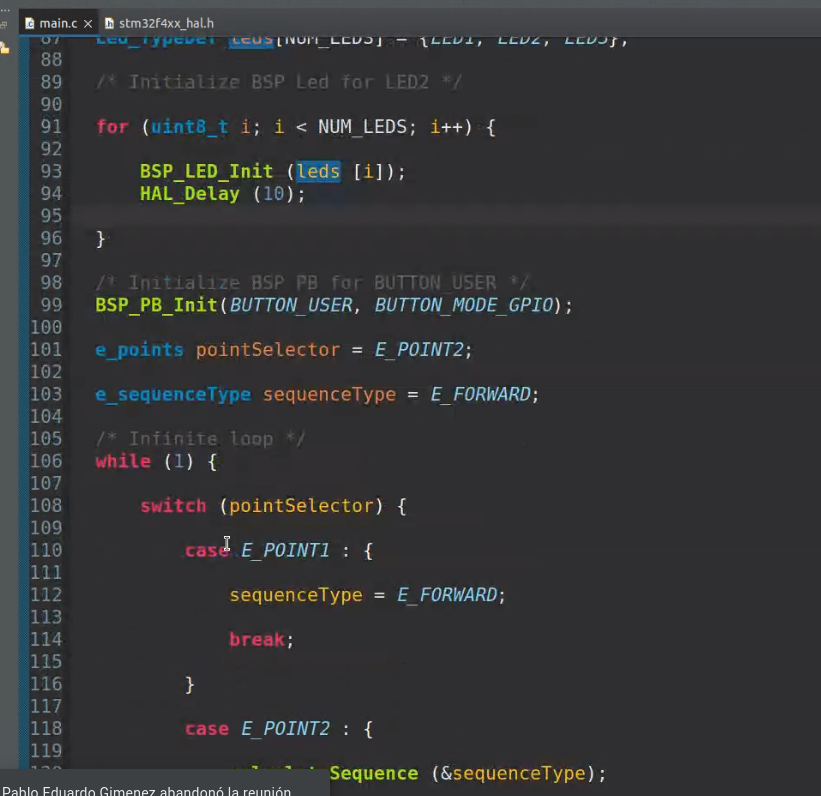 main.c
stm32f4xx_hal.h
87 Led_TypeDef leds[NUM_LEDS] = {LED1, LED2, LED3};
88
89 /* Initialize BSP Led for LED2 */
90
91 for (uint8_t i; i < NUM_LEDS; i++) {
92
93 BSP_LED_Init (leds [i]);
94 HAL_Delay (10);
95
96 }
97
98 /* Initialize BSP PB for BUTTON_USER */
99 BSP_PB_Init(BUTTON_USER, BUTTON_MODE_GPIO);
100
101 e_points pointSelector = E_POINT2;
102
103 e_sequenceType sequenceType = E_FORWARD;
104
105 /* Infinite loop */
106 while (1) {
107
108 switch (pointSelector) {
109
110 case E_POINT1 : {
111
112 sequenceType = E_FORWARD;
113
114 break;
115
116 }
117
118 case E_POINT2 : {
119
Sequence (&sequenceType);
Pablo Eduardo Gimenez abandonó la reunión